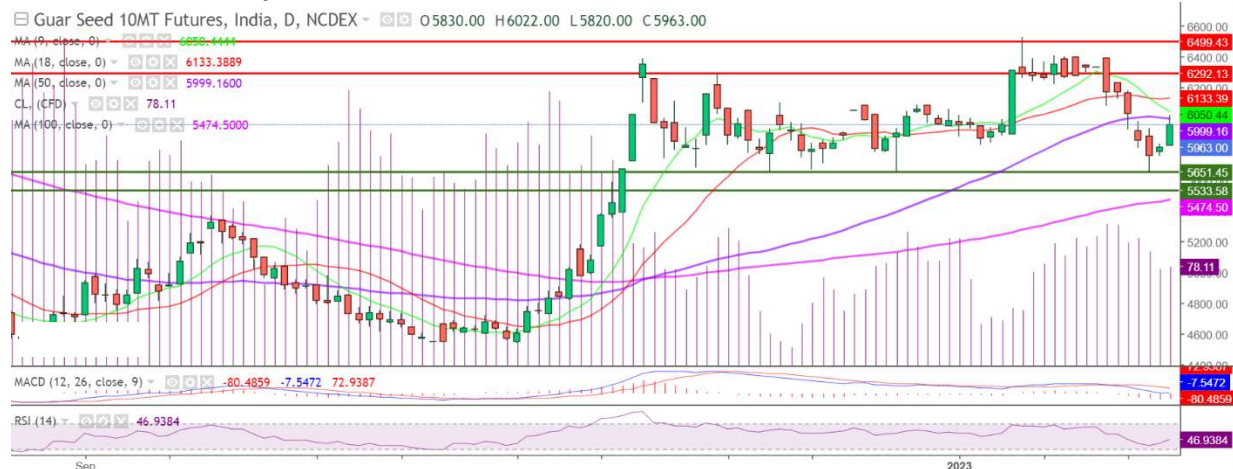 Guar Seed 10MT Futures, India, D, NCDEX O5830.00 H6022.00 L5820.00 C5963.00
MA (9, close, 0)
MA (18, close, 0) 6133.3889
MA (50, close, 0) 5999.1600
CL, (CFD) 78.11
MA (100, close, 0) 5474.5000
6600.00
6499.43
6400.00
6292.13
6200.00
6133.39
6050.44
5999.16
5963.00
5651.45
5533.58
5474.50
5200.00
78.11
4800.00
4600.00
4400.00
MACD (12, 26, close, 9) -80.4859 -7.5472 72.9387
72.9387
-7.5472
-80.4859
RSI (14) 46.9384
46.9384
Sep 2023